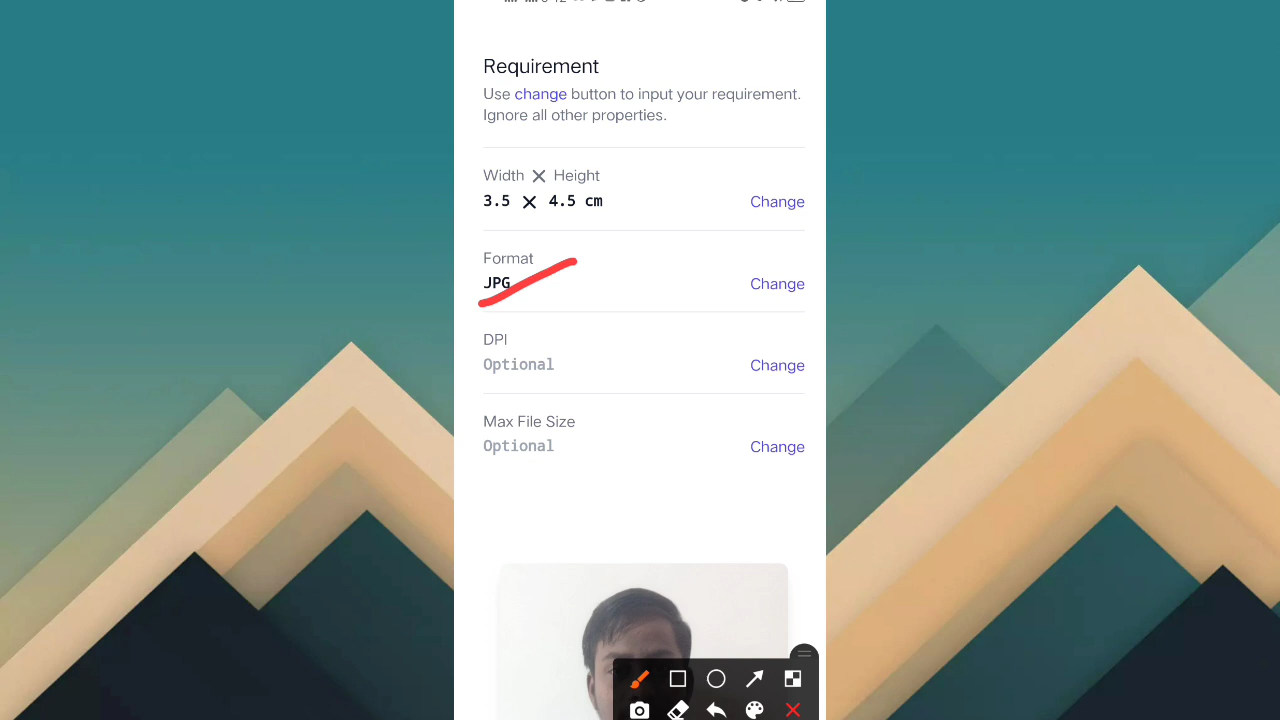 Requirement
Use change button to input your requirement.
Ignore all other properties.
Width × Height
3.5 × 4.5 cm
Change
Format
JPG
Change
DPI
Optional
Change
Max File Size
Optional
Change